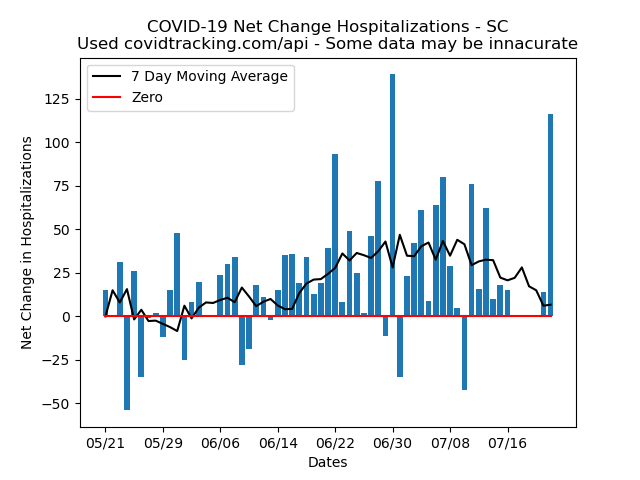 COVID-19 Net Change Hospitalizations - SC
Used covidtracking.com/api - Some data may be innacurate
7 Day Moving Average
Zero
Net Change in Hospitalizations
125
100
75
50
25
0
−25
−50
05/21 05/29 06/06 06/14 06/22 06/30 07/08 07/16
Dates